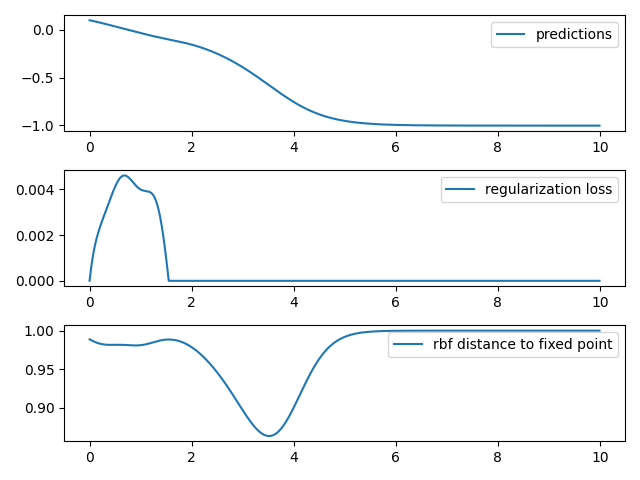 0.0
−0.5
−1.0
predictions
0 2 4 6 8 10
0.004
0.002
0.000
regularization loss
0 2 4 6 8 10
1.00
0.95
0.90
rbf distance to fixed point
0 2 4 6 8 10